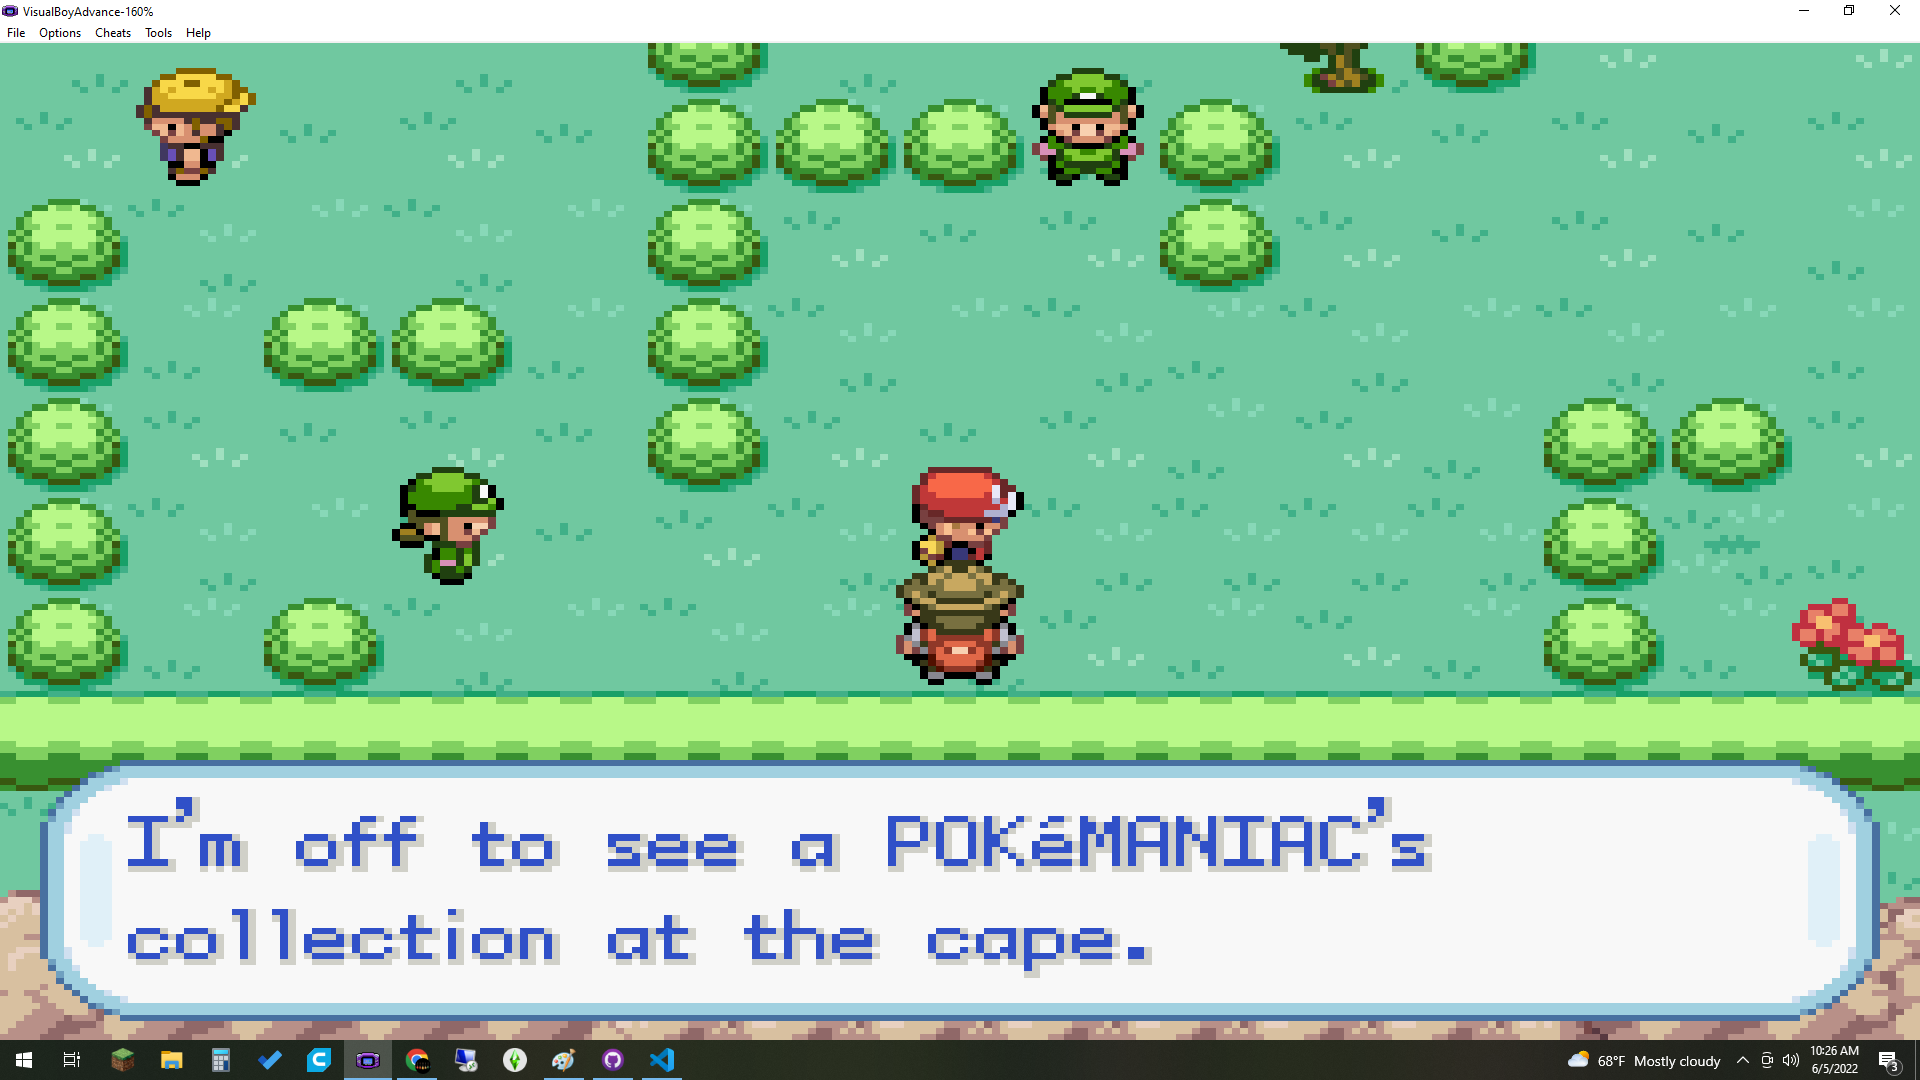 VisualBoyAdvance-160%
File Options Cheats Tools Help
I'm off to see a POKéMANIAC's
collection at the cape.
68°F Mostly cloudy
10:26 AM
6/5/2022
3